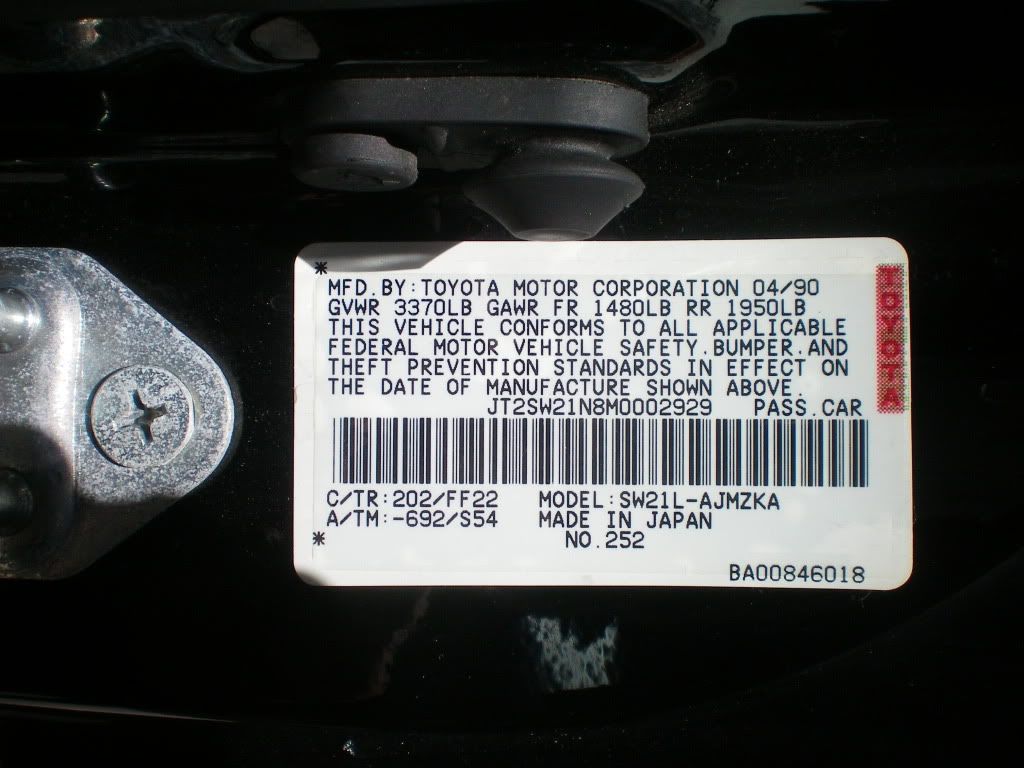 *
MFD.BY:TOYOTA MOTOR CORPORATION 04/90
GVWR 3370LB GAWR FR 1480LB RR 1950LB
THIS VEHICLE CONFORMS TO ALL APPLICABLE
FEDERAL MOTOR VEHICLE SAFETY.BUMPER.AND
THEFT PREVENTION STANDARDS IN EFFECT ON
THE DATE OF MANUFACTURE SHOWN ABOVE.
JT2SW21N8M0002929 PASS.CAR
C/TR:202/FF22 MODEL:SW21L-AJMZKA
A/TM:-692/S54 MADE IN JAPAN
* NO.252
BA00846018
TOYOTA